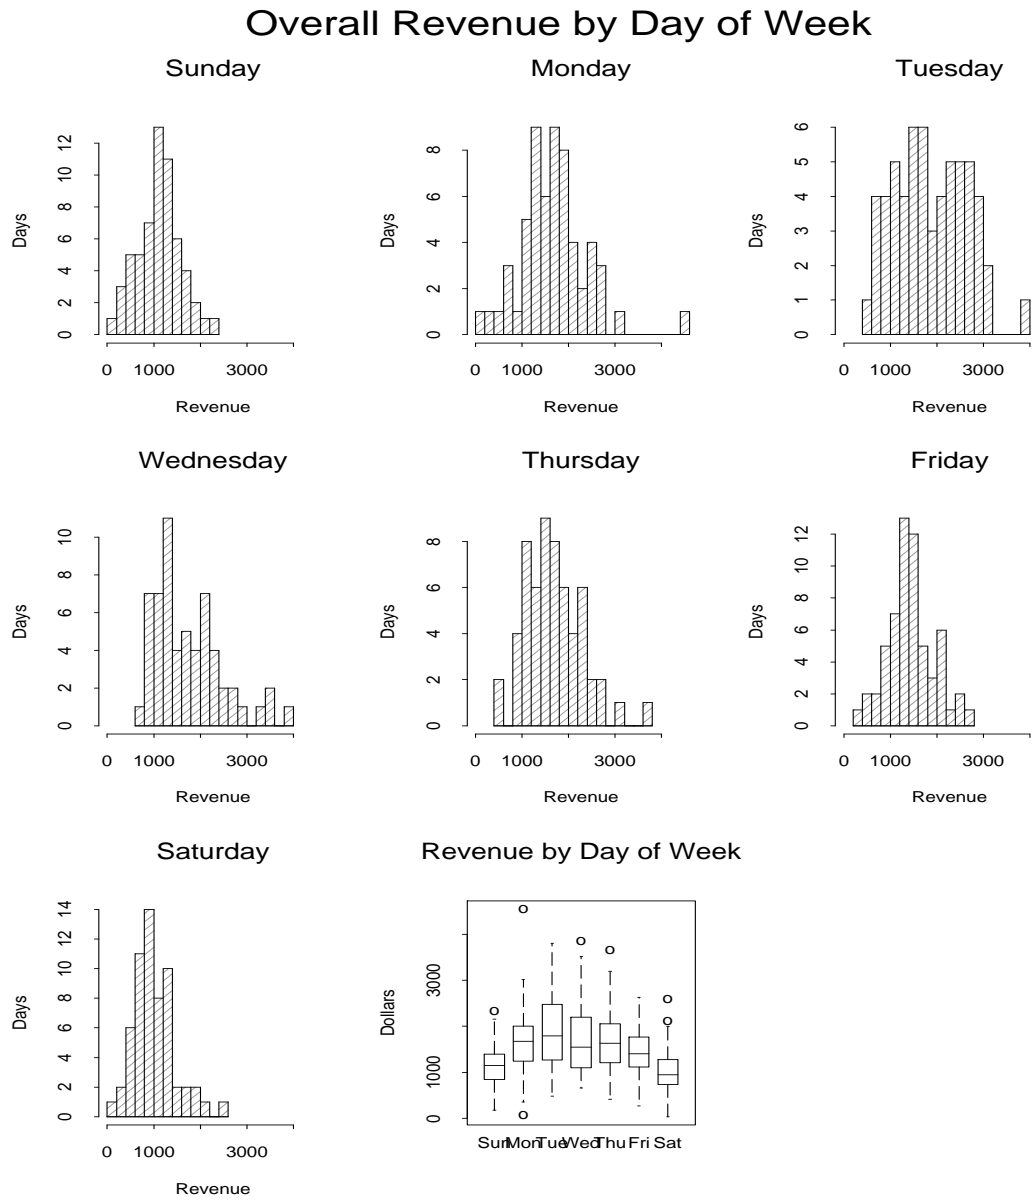 Overall Revenue by Day of Week
Sunday
Days
0 2 4 6 8 10 12
0 1000 3000
Revenue
Monday
Days
0 2 4 6 8
0 1000 3000
Revenue
Tuesday
Days
0 1 2 3 4 5 6
0 1000 3000
Revenue
Wednesday
Days
0 2 4 6 8 10
0 1000 3000
Revenue
Thursday
Days
0 2 4 6 8
0 1000 3000
Revenue
Friday
Days
0 2 4 6 8 10 12
0 1000 3000
Revenue
Saturday
Days
0 2 4 6 8 10 12 14
0 1000 3000
Revenue
Revenue by Day of Week
Dollars
0 1000 3000
Sun Mon Tue Wed Thu Fri Sat